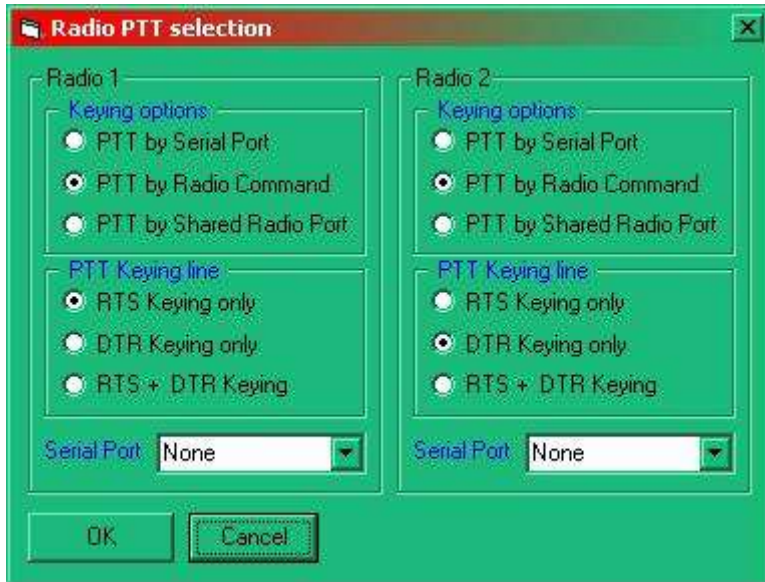 Radio PTT selection
Radio 1
Keying options
PTT by Serial Port
PTT by Radio Command
PTT by Shared Radio Port
PTT Keying line
RTS Keying only
DTR Keying only
RTS + DTR Keying
Serial Port None
Radio 2
Keying options
PTT by Serial Port
PTT by Radio Command
PTT by Shared Radio Port
PTT Keying line
RTS Keying only
DTR Keying only
RTS + DTR Keying
Serial Port None
OK
Cancel